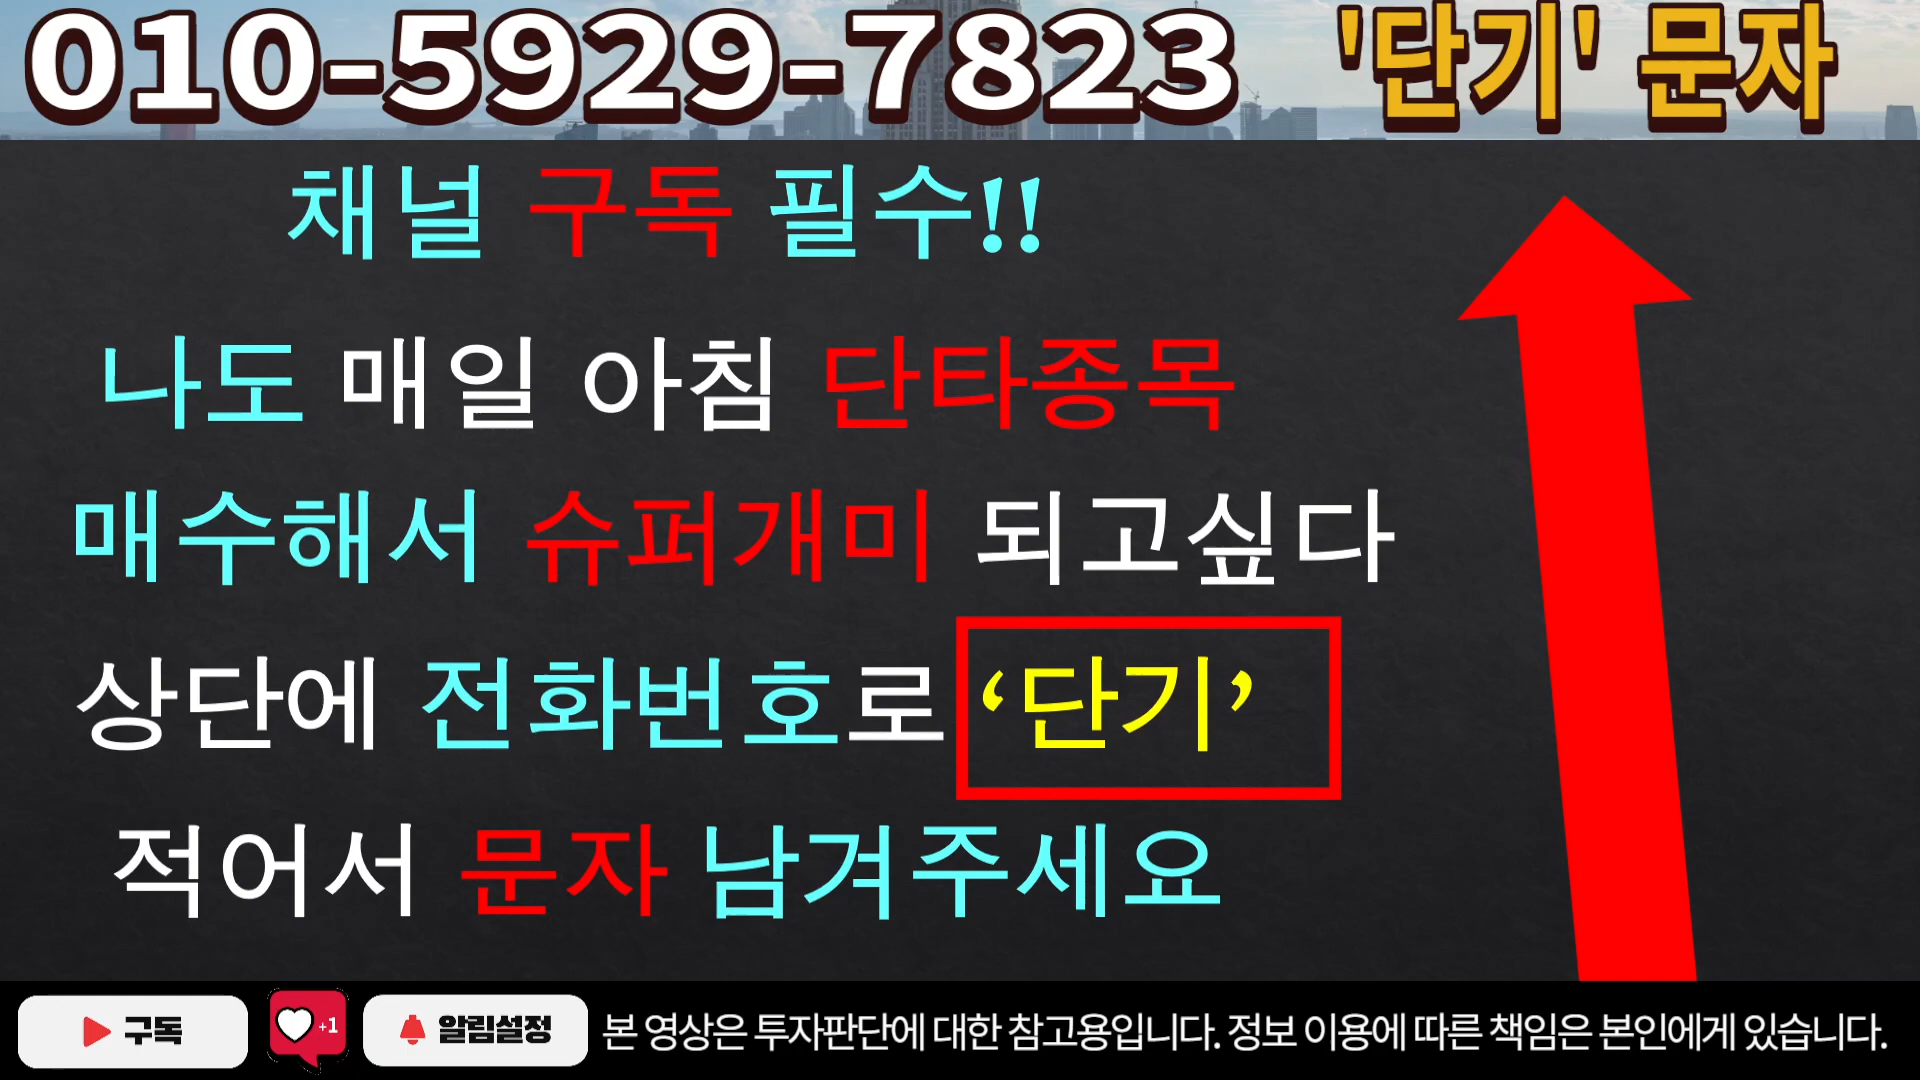 010-5929-7823 '단기' 문자
채널 구독 필수!!
나도 매일 아침 단타종목
매수해서 슈퍼개미 되고싶다
상단에 전화번호로 ‘단기’
적어서 문자 남겨주세요
구독 +1 알림설정 본 영상은 투자판단에 대한 참고용입니다. 정보 이용에 따른 책임은 본인에게 있습니다.